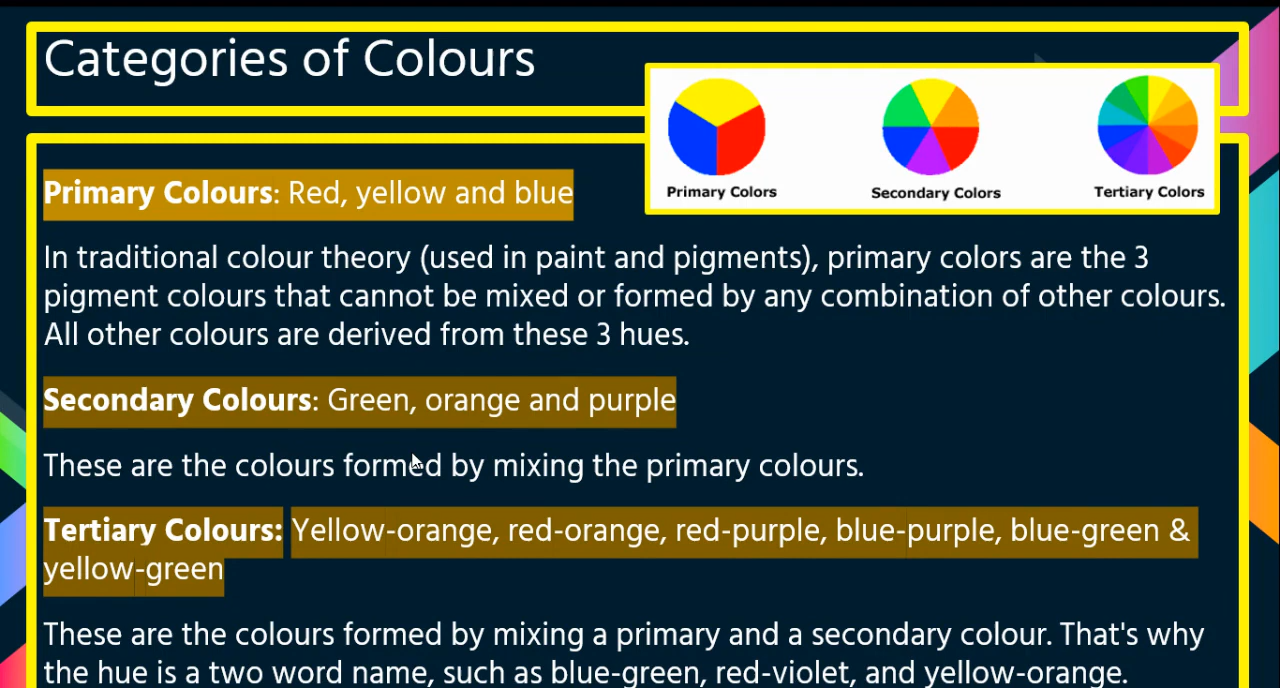 Categories of Colours
Primary Colors
Secondary Colors
Tertiary Colors
Primary Colours: Red, yellow and blue
In traditional colour theory (used in paint and pigments), primary colors are the 3
pigment colours that cannot be mixed or formed by any combination of other colours.
All other colours are derived from these 3 hues.
Secondary Colours: Green, orange and purple
These are the colours formed by mixing the primary colours.
Tertiary Colours: Yellow-orange, red-orange, red-purple, blue-purple, blue-green &
yellow-green
These are the colours formed by mixing a primary and a secondary colour. That's why
the hue is a two word name, such as blue-green, red-violet, and yellow-orange.